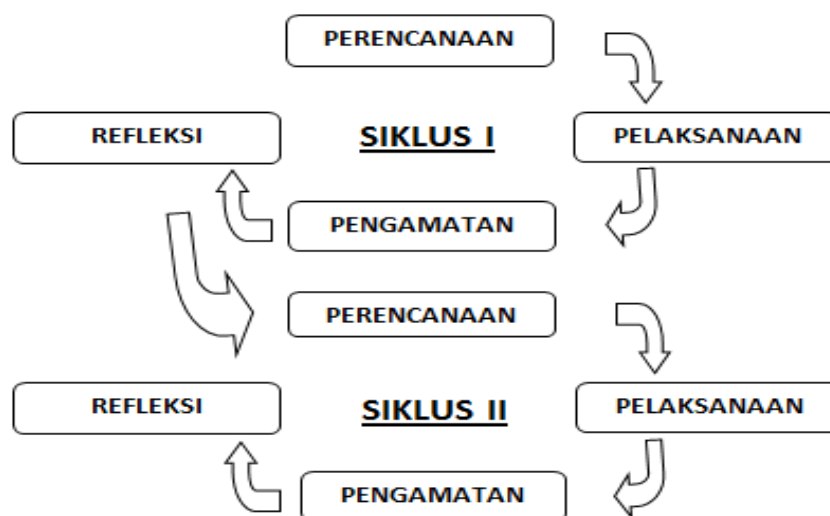 PERENCANAAN
REFLEKSI
SIKLUS I
PELAKSANAAN
PENGAMATAN
PERENCANAAN
REFLEKSI
SIKLUS II
PELAKSANAAN
PENGAMATAN